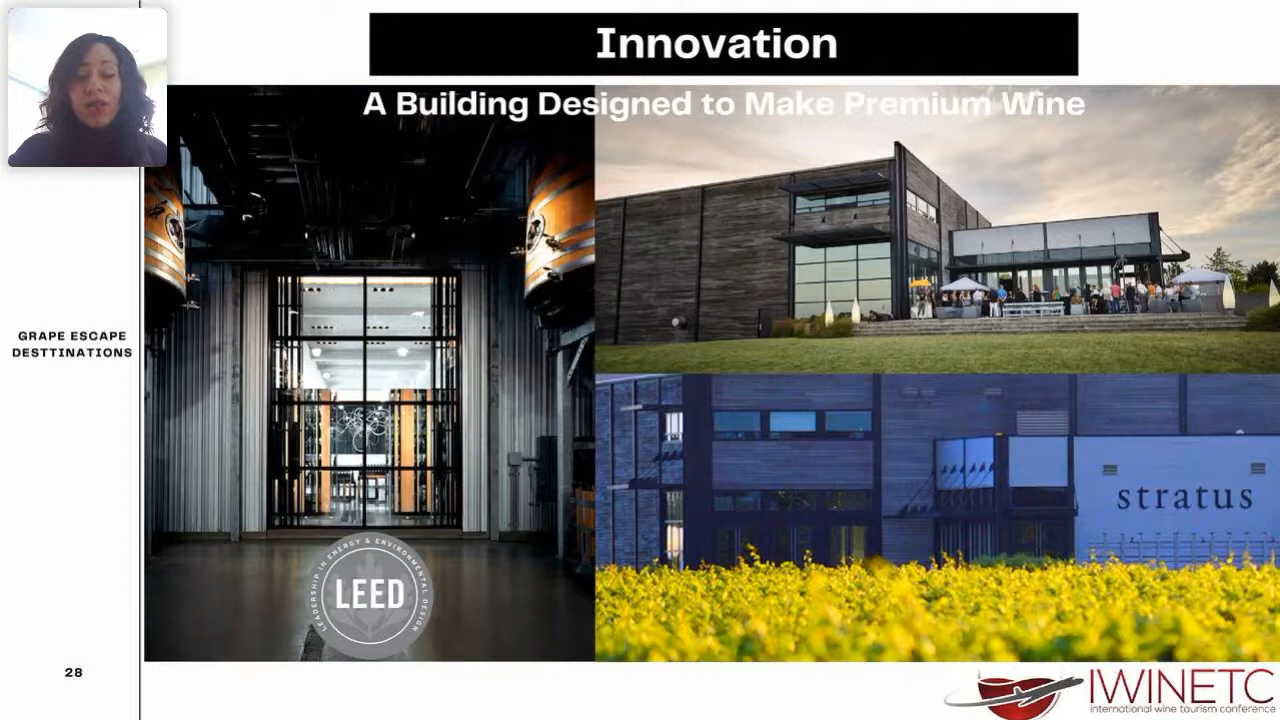 Innovation
A Building Designed to Make Premium Wine
GRAPE ESCAPE
DESTTINATIONS
stratus
LEADERSHIP IN ENERGY & ENVIRONMENTAL DESIGN
LEED
28
IWINETC
international wine tourism conference